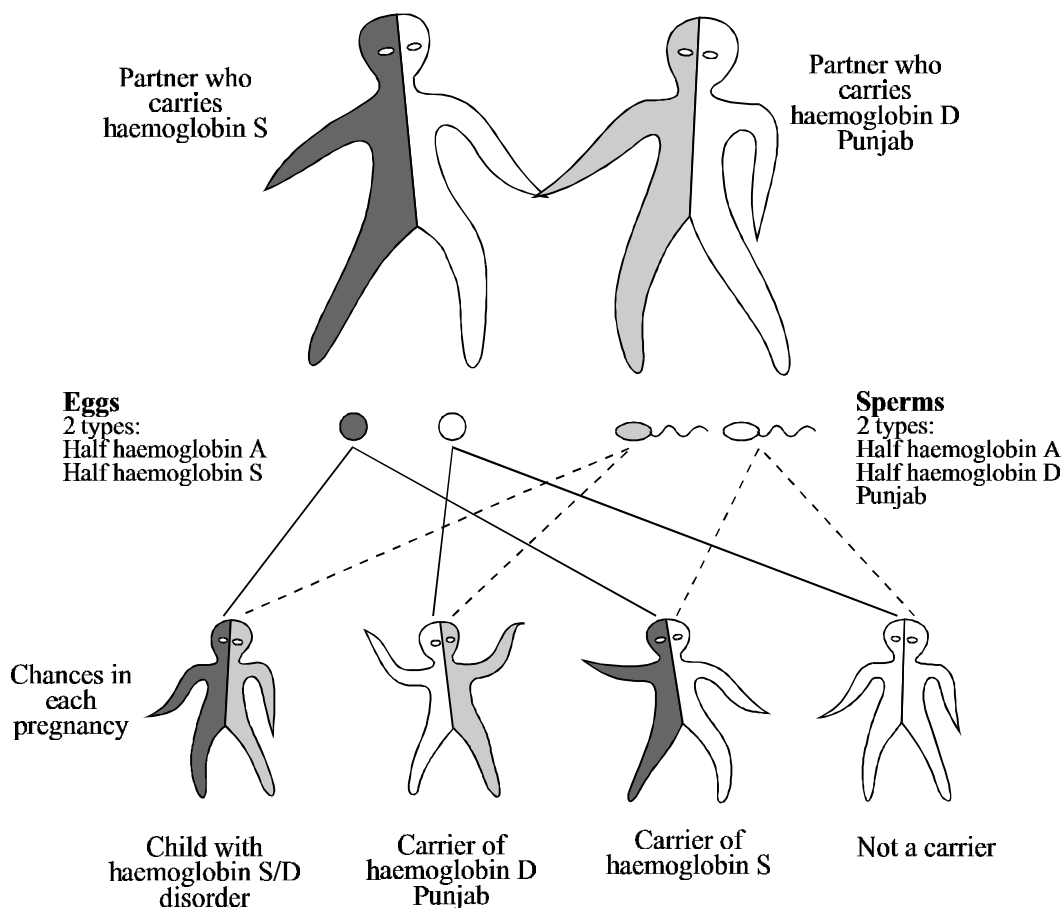 Partner who
carries
haemoglobin S
Partner who
carries
haemoglobin D
Punjab
Eggs
2 types:
Half haemoglobin A
Half haemoglobin S
Sperms
2 types:
Half haemoglobin A
Half haemoglobin D
Punjab
Chances in
each
pregnancy
Child with
haemoglobin S/D
disorder
Carrier of
haemoglobin D
Punjab
Carrier of
haemoglobin S
Not a carrier